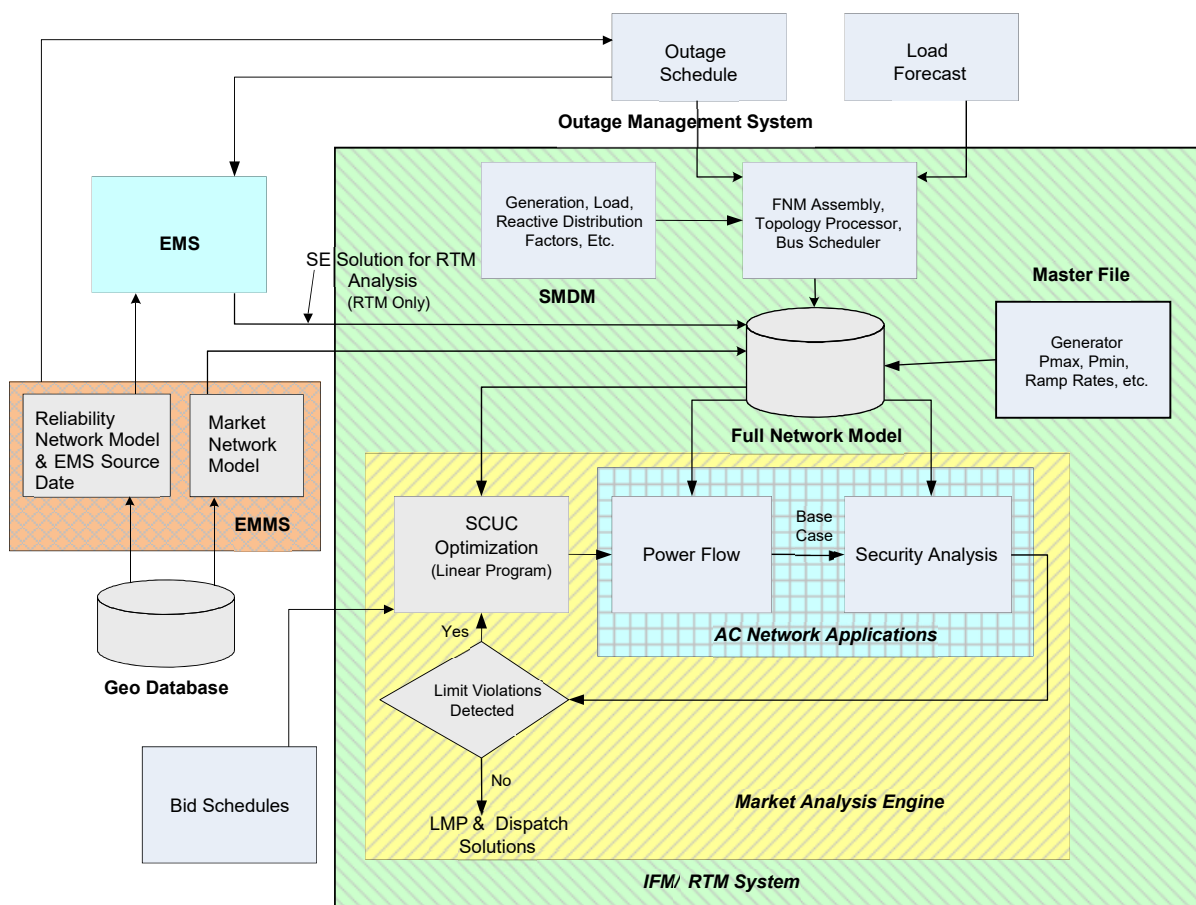 Outage
Schedule
Load
Forecast
Outage Management System
EMS
Generation, Load,
Reactive Distribution
Factors, Etc.
SMDM
FNM Assembly,
Topology Processor,
Bus Scheduler
SE Solution for RTM
Analysis
(RTM Only)
Master File
Generator
Pmax, Pmin,
Ramp Rates, etc.
Full Network Model
Reliability
Network Model
& EMS Source
Date
Market
Network
Model
EMMS
SCUC
Optimization
(Linear Program)
Power Flow
Base
Case
Security Analysis
AC Network Applications
Yes
Limit Violations
Detected
No
LMP & Dispatch
Solutions
Geo Database
Bid Schedules
Market Analysis Engine
IFM/ RTM System